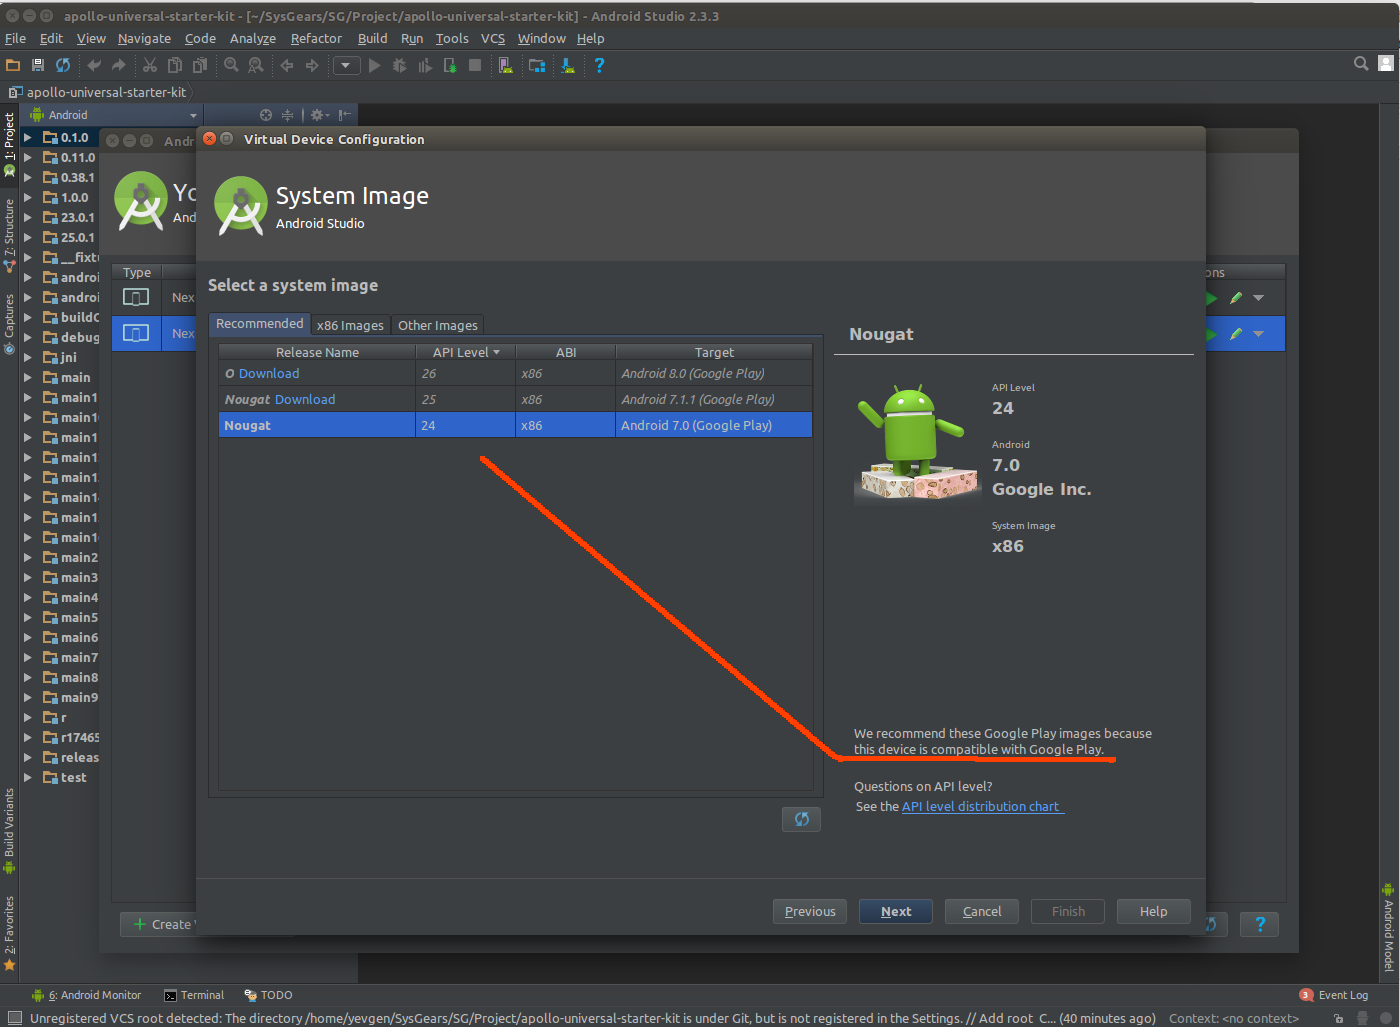 apollo-universal-starter-kit - [~/SysGears/SG/Project/apollo-universal-starter-kit] - Android Studio 2.3.3
File Edit View Navigate Code Analyze Refactor Build Run Tools VCS Window Help
apollo-universal-starter-kit
Android
1: Project
7: Structure
Captures
Build Variants
2: Favorites
0.1.0
0.11.0
0.38.1
1.0.0
23.0.1
25.0.1
__fixtu
androi
androi
buildC
debug
jni
main
main1
main1
main1
main1
main1
main1
main1
main1
main2
main3
main4
main5
main6
main7
main8
main9
r
r17465
releas
test
Andr
Yo
And
Type
Nex
Nex
ons
Create
?
Virtual Device Configuration
System Image
Android Studio
Select a system image
Recommended x86 Images Other Images
Release Name API Level ABI Target
O Download 26 x86 Android 8.0 (Google Play)
Nougat Download 25 x86 Android 7.1.1 (Google Play)
Nougat 24 x86 Android 7.0 (Google Play)
Nougat
API Level
24
Android
7.0
Google Inc.
System Image
x86
We recommend these Google Play images because
this device is compatible with Google Play.
Questions on API level?
See the API level distribution chart
Previous Next Cancel Finish Help
Android Model
6: Android Monitor Terminal TODO
3 Event Log
Unregistered VCS root detected: The directory /home/yevgen/SysGears/SG/Project/apollo-universal-starter-kit is under Git, but is not registered in the Settings. // Add root C... (40 minutes ago) Context: <no context>